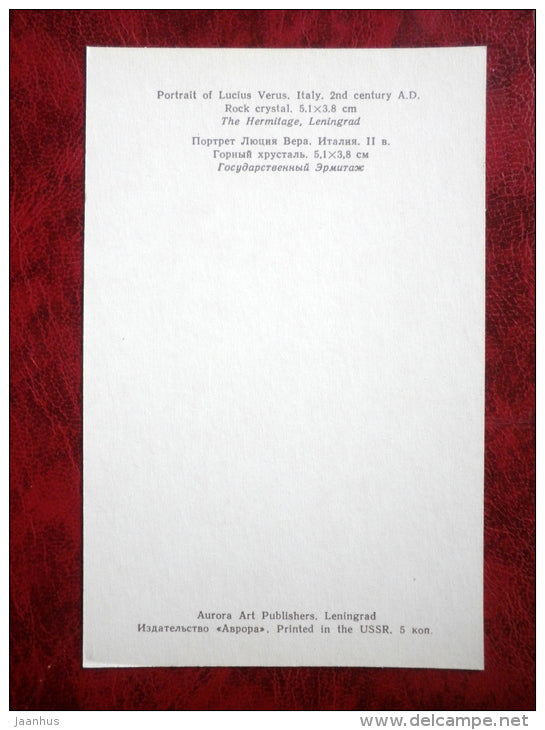 Portrait of Lucius Verus. Italy. 2nd century A.D.
Rock crystal. 5.1×3.8 cm
The Hermitage, Leningrad
Портрет Люция Вера. Италия. II в.
Горный хрусталь. 5,1×3,8 см
Государственный Эрмитаж
Aurora Art Publishers. Leningrad
Издательство «Аврора». Printed in the USSR. 5 коп.
jaanhus
www.delcampe.net